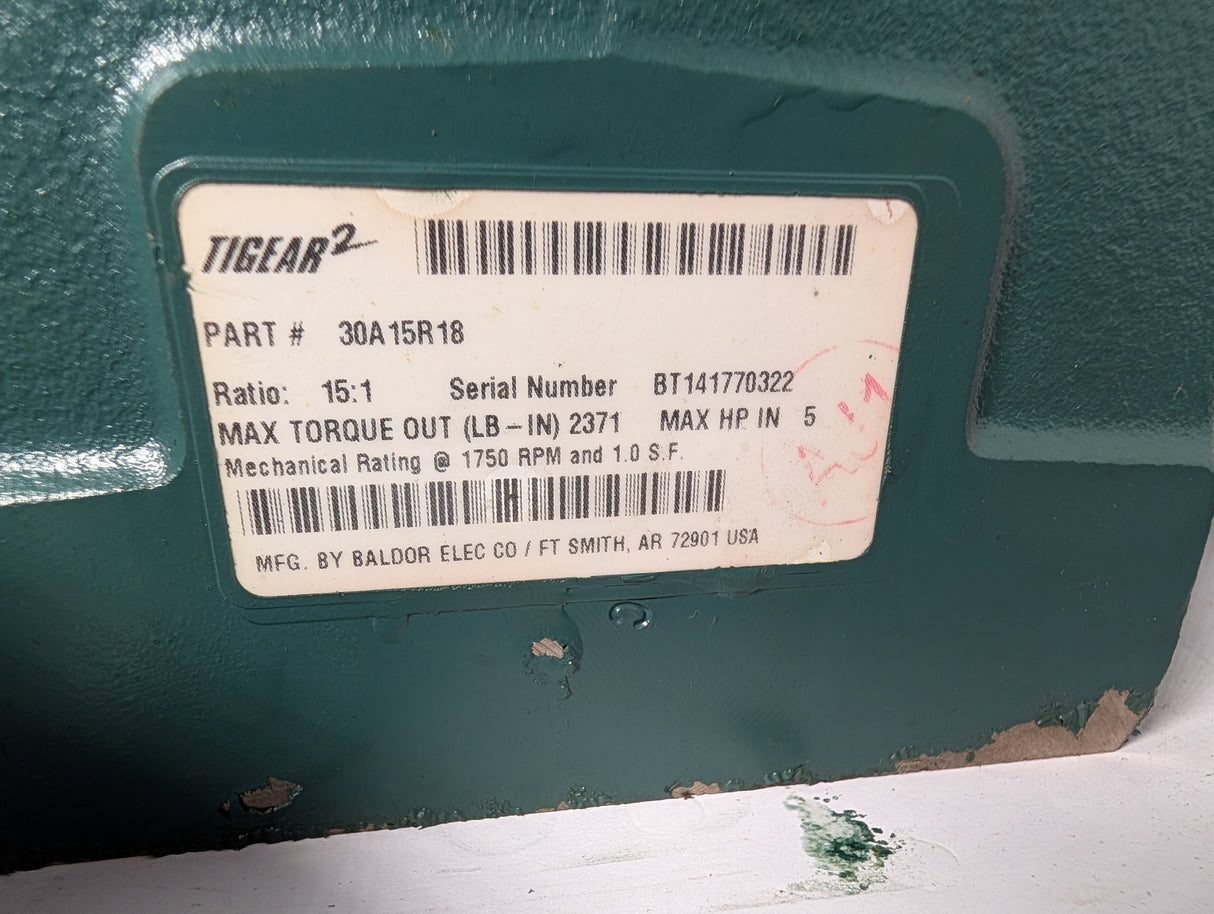 TIGEAR2
PART # 30A15R18
Ratio: 15:1 Serial Number BT141770322
MAX TORQUE OUT (LB-IN) 2371 MAX HP IN 5
Mechanical Rating @ 1750 RPM and 1.0 S.F.
MFG. BY BALDOR ELEC CO / FT SMITH, AR 72901 USA